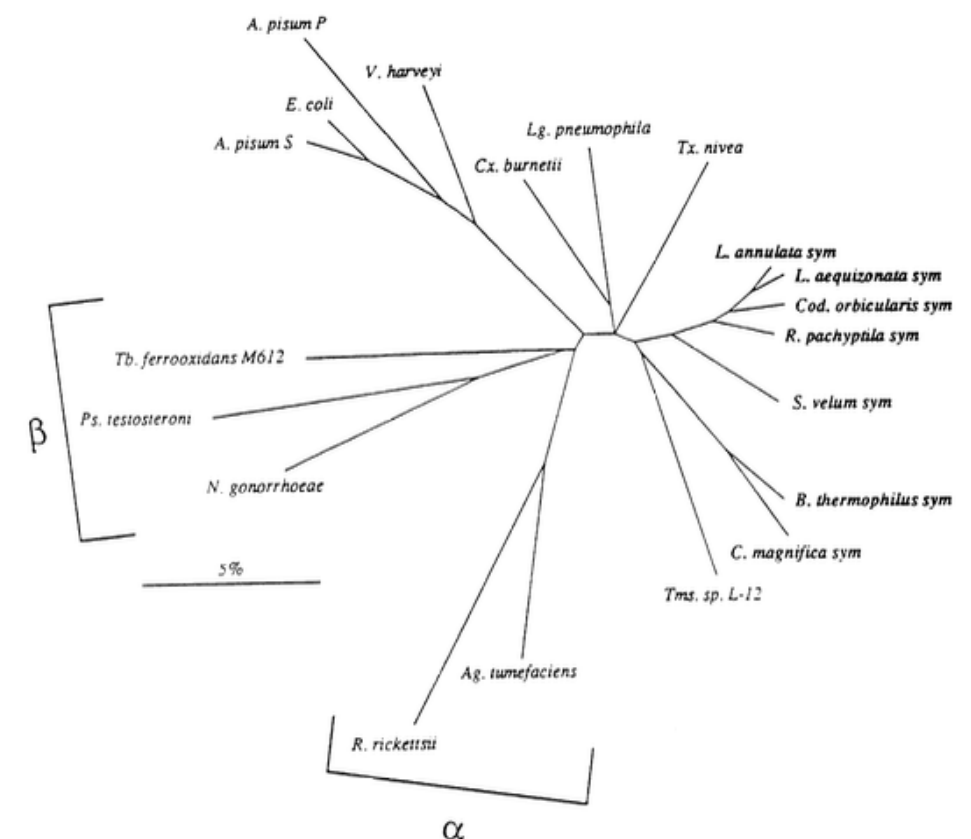 A. pisum P
V. harveyi
E. coli
Lg. pneumophila
A. pisum S
Tx. nivea
Cx. burnetii
L. annulata sym
L. aequizonata sym
Cod. orbicularis sym
R. pachyptila sym
Tb. ferrooxidans M612
S. velum sym
Ps. testosteroni
β
N. gonorrhoeae
B. thermophilus sym
C. magnifica sym
5%
Tms. sp. L-12
Ag. tumefaciens
R. rickettsii
α